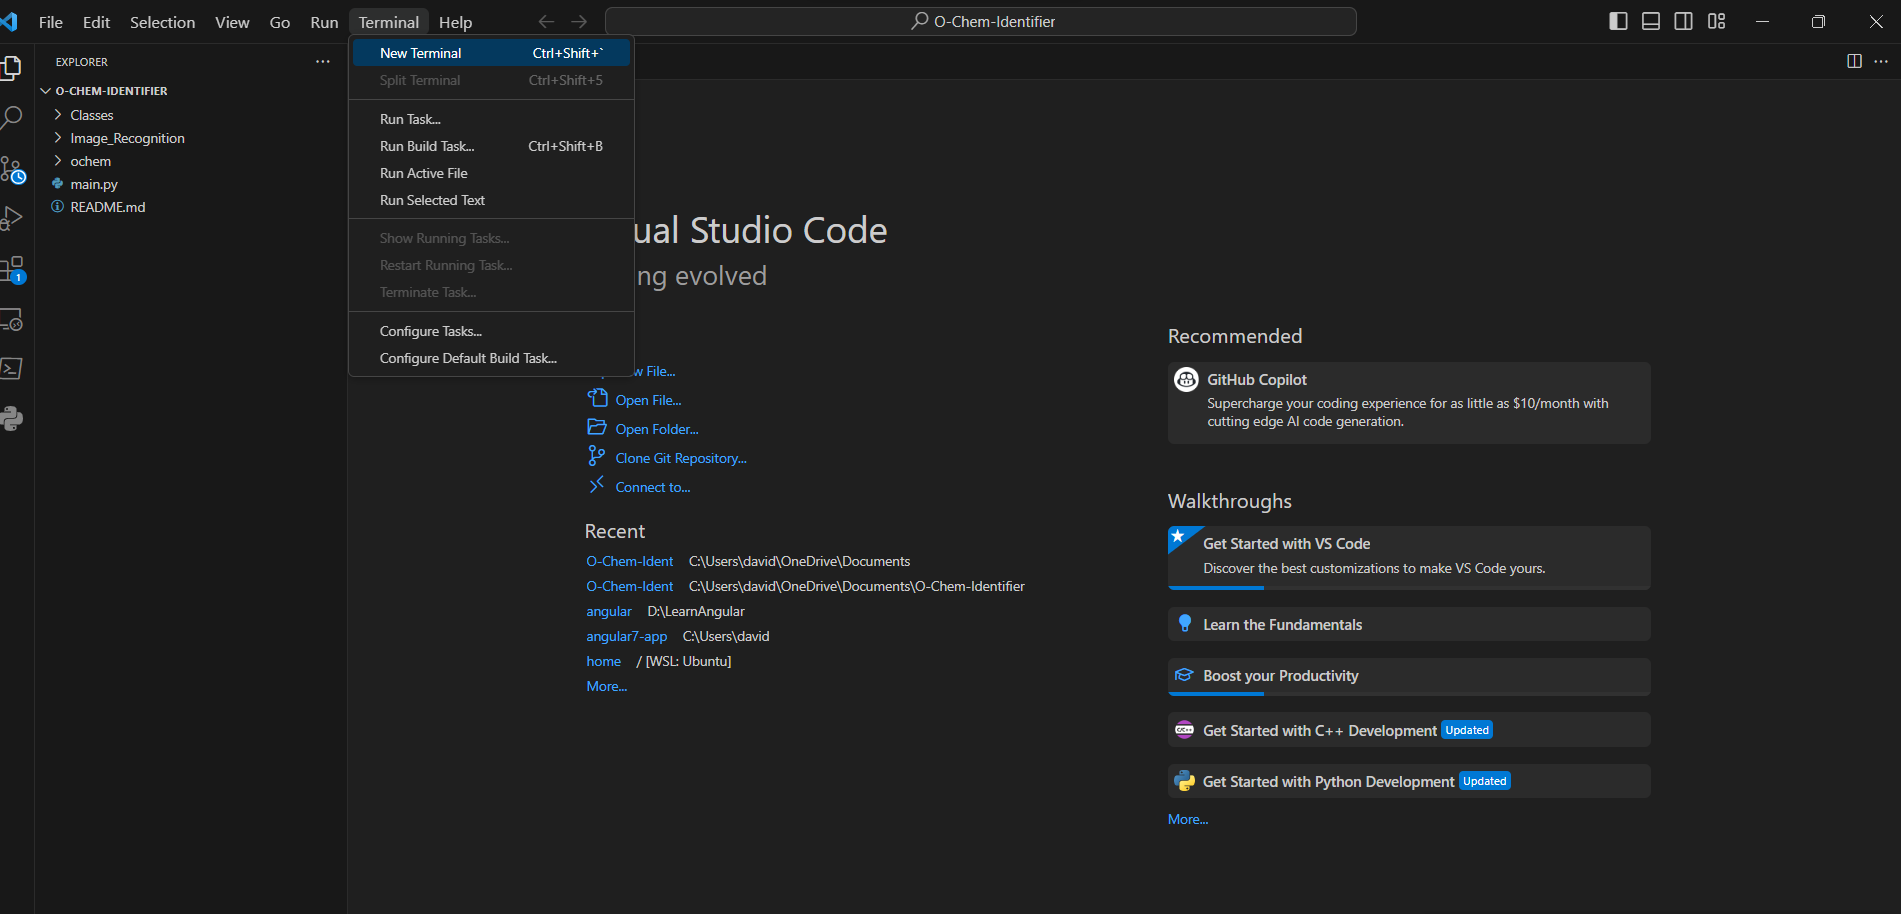 File Edit Selection View Go Run Terminal Help
O-Chem-Identifier
EXPLORER
O-CHEM-IDENTIFIER
Classes
Image_Recognition
ochem
main.py
README.md
1
New Terminal Ctrl+Shift+`
Split Terminal Ctrl+Shift+5
Run Task...
Run Build Task... Ctrl+Shift+B
Run Active File
Run Selected Text
Show Running Tasks...
Restart Running Task...
Terminate Task...
Configure Tasks...
Configure Default Build Task...
ual Studio Code
ng evolved
w File...
Open File...
Open Folder...
Clone Git Repository...
Connect to...
Recent
O-Chem-Ident C:\Users\david\OneDrive\Documents
O-Chem-Ident C:\Users\david\OneDrive\Documents\O-Chem-Identifier
angular D:\LearnAngular
angular7-app C:\Users\david
home / [WSL: Ubuntu]
More...
Recommended
GitHub Copilot
Supercharge your coding experience for as little as $10/month with
cutting edge AI code generation.
Walkthroughs
Get Started with VS Code
Discover the best customizations to make VS Code yours.
Learn the Fundamentals
Boost your Productivity
C/C++ Get Started with C++ Development Updated
Get Started with Python Development Updated
More...